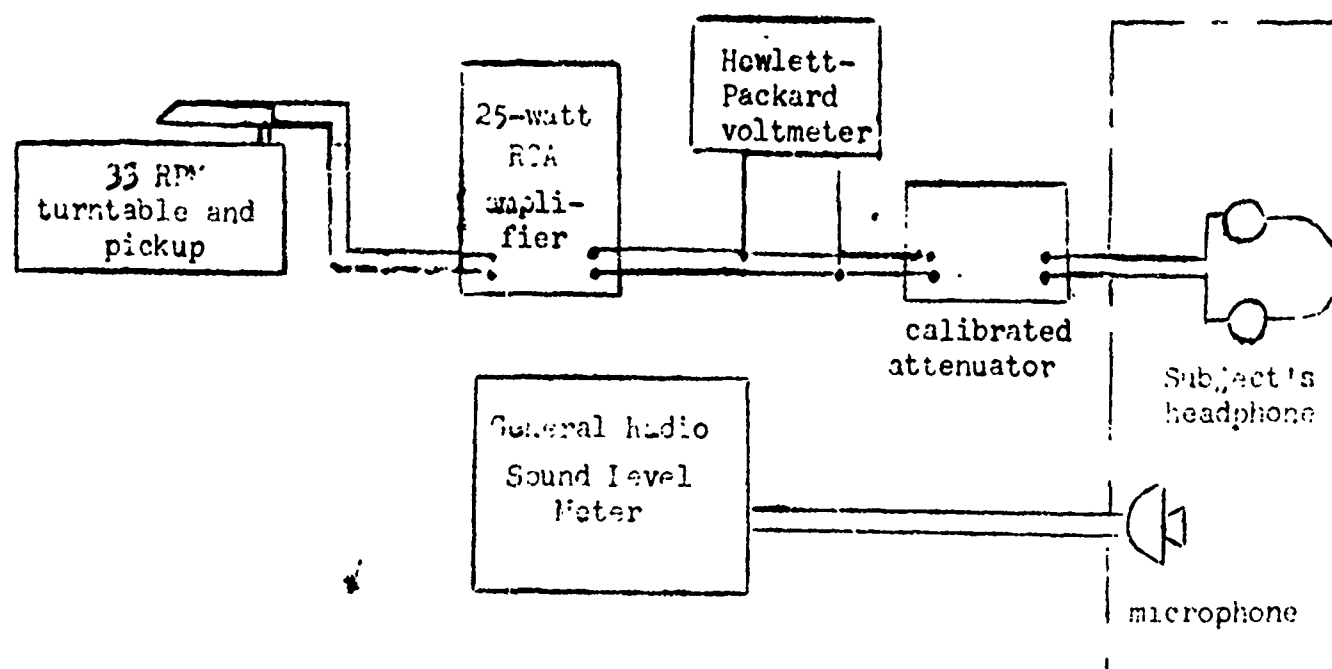 33 RPM
turntable and
pickup
25-watt
RCA
ampli-
fier
Hewlett-
Packard
voltmeter
calibrated
attenuator
Subject's
headphone
General Radio
Sound Level
Meter
microphone